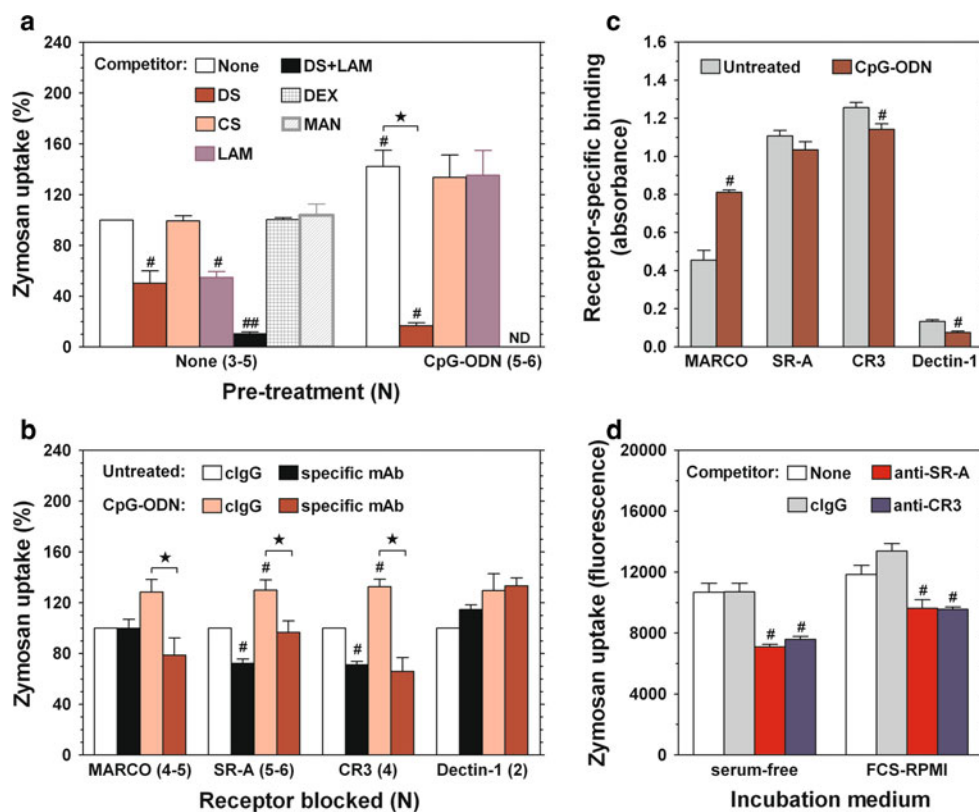 a
Competitor:
None
DS
CS
LAM
DS+LAM
DEX
MAN
Zymosan uptake (%)
240
200
160
120
80
40
0
#
#
##
#
★
#
ND
None (3-5)
CpG-ODN (5-6)
Pre-treatment (N)
b
Untreated:
cIgG
specific mAb
CpG-ODN:
cIgG
specific mAb
Zymosan uptake (%)
240
200
160
120
80
40
0
★
#
#
★
#
#
★
MARCO (4-5)
SR-A (5-6)
CR3 (4)
Dectin-1 (2)
Receptor blocked (N)
c
Untreated
CpG-ODN
Receptor-specific binding
(absorbance)
1.6
1.4
1.2
1.0
0.8
0.6
0.4
0.2
0.0
#
#
#
MARCO
SR-A
CR3
Dectin-1
d
Competitor:
None
anti-SR-A
cIgG
anti-CR3
Zymosan uptake (fluorescence)
20000
16000
12000
8000
4000
0
#
#
#
#
serum-free
FCS-RPMI
Incubation medium